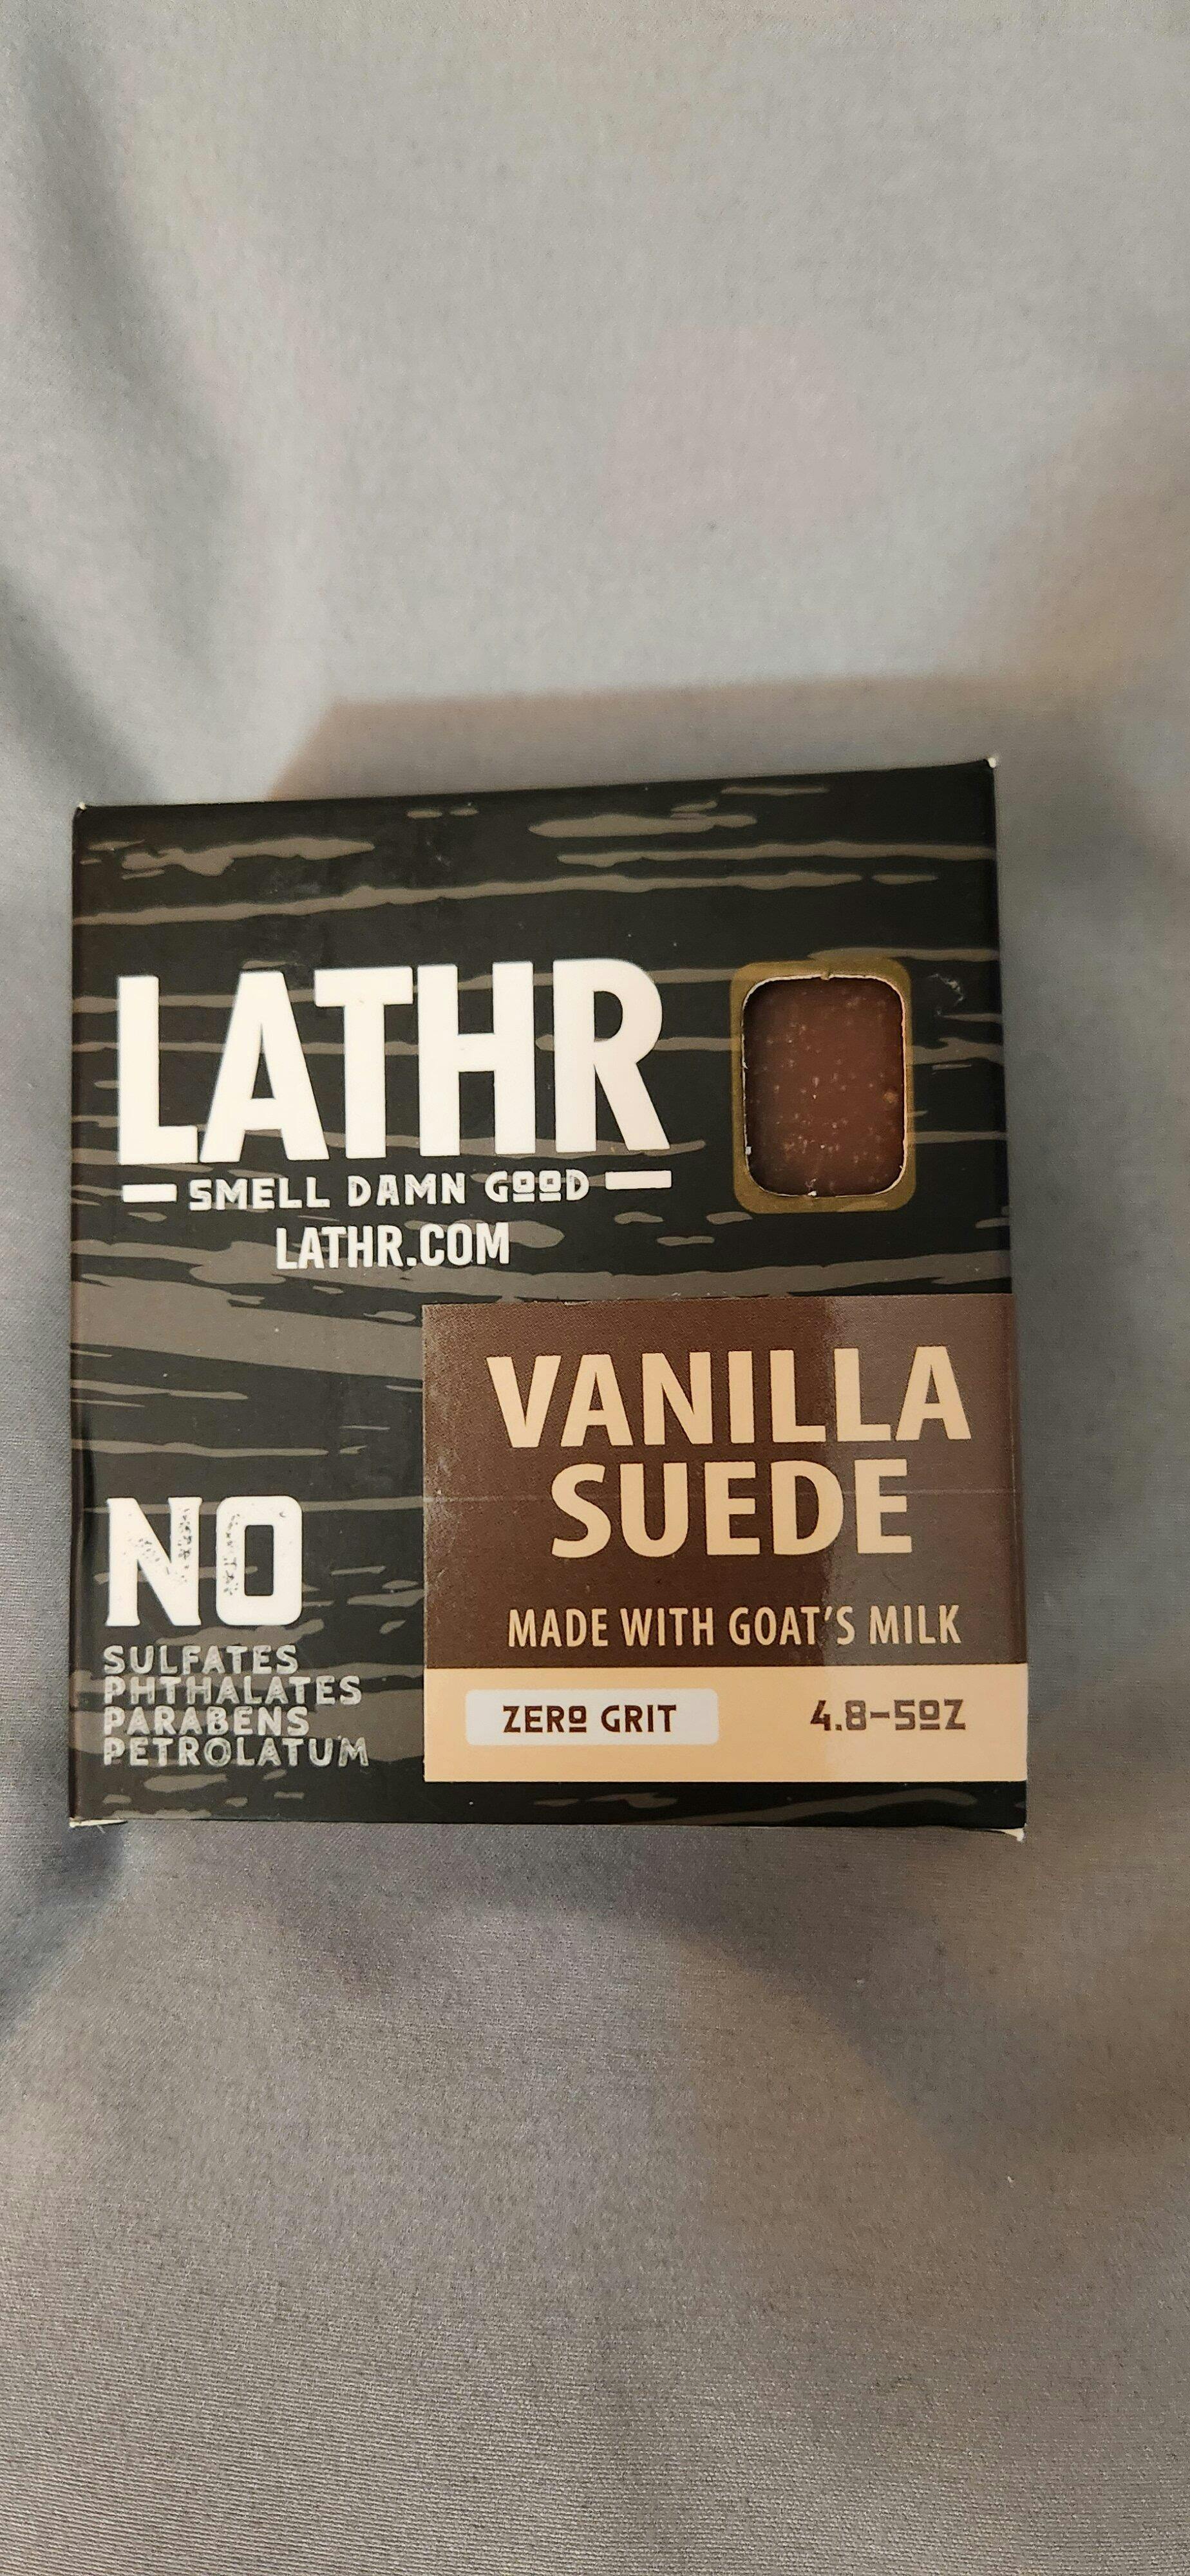 LATHR
SMELL DAMN GOOD
LATHR.COM
VANILLA
SUEDE
MADE WITH GOAT'S MILK
ZERO GRIT 4.8-5OZ
NO
SULFATES
PHTHALATES
PARABENS
PETROLATUM